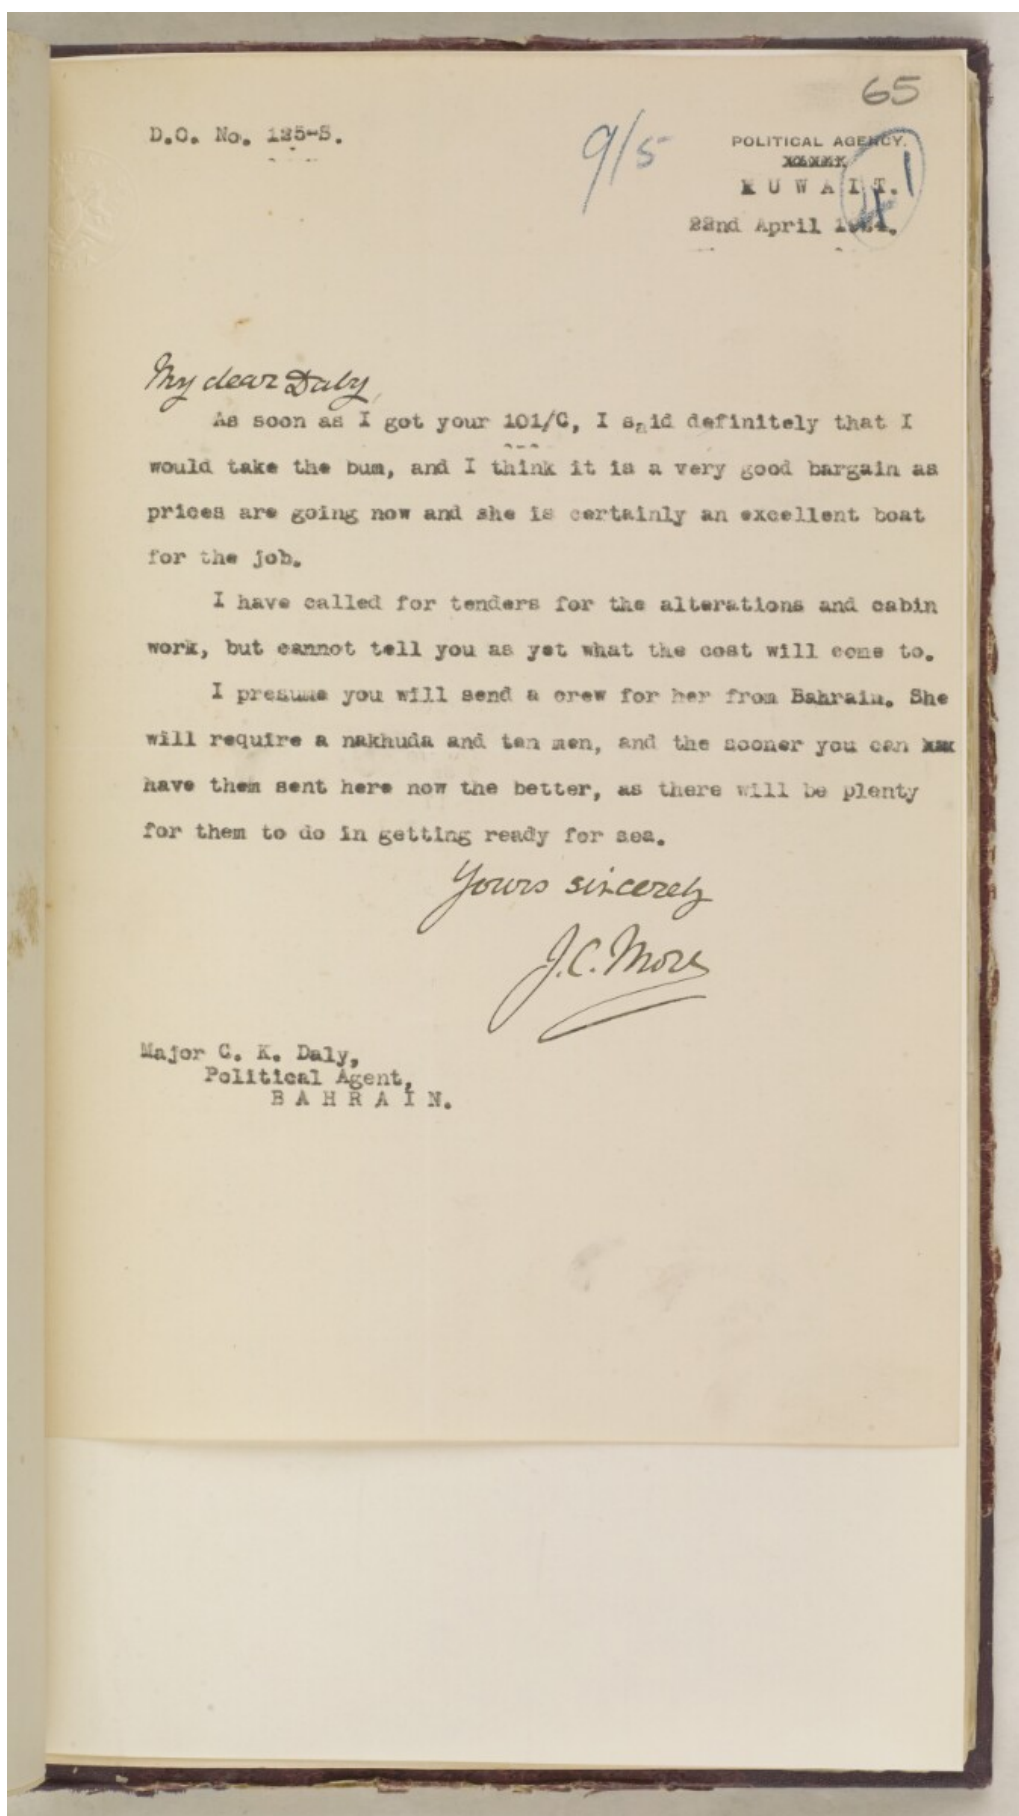 65
D.O. No. 125-S.
9/5
POLITICAL AGENCY.
KUWAIT.
22nd April 1924.
My dear Daly,
As soon as I got your 101/C, I said definitely that I
would take the bum, and I think it is a very good bargain as
prices are going now and she is certainly an excellent boat
for the job.
I have called for tenders for the alterations and cabin
work, but cannot tell you as yet what the cost will come to.
I presume you will send a crew for her from Bahrain. She
will require a nakhuda and ten men, and the sooner you can
have them sent here now the better, as there will be plenty
for them to do in getting ready for sea.
Yours sincerely
J.C. More
Major C. K. Daly,
Political Agent,
BAHRAIN.